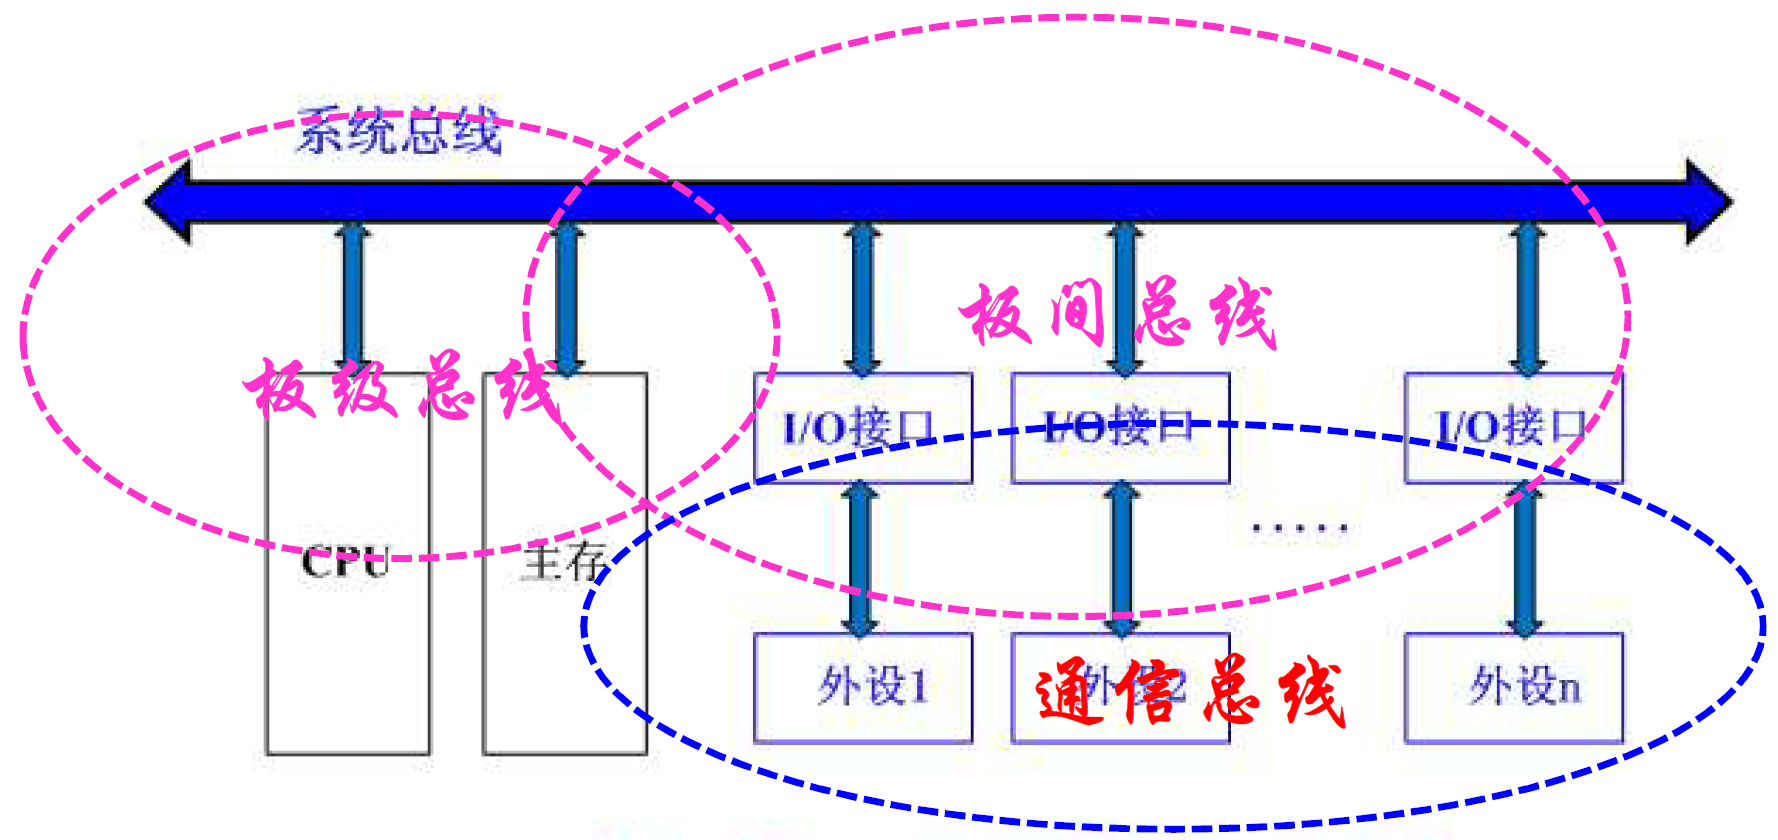 系统总线
板间总线
板级总线
I/O接口 I/O接口 I/O接口
CPU 主存 ·····
外设1 外设2 外设n
通信总线